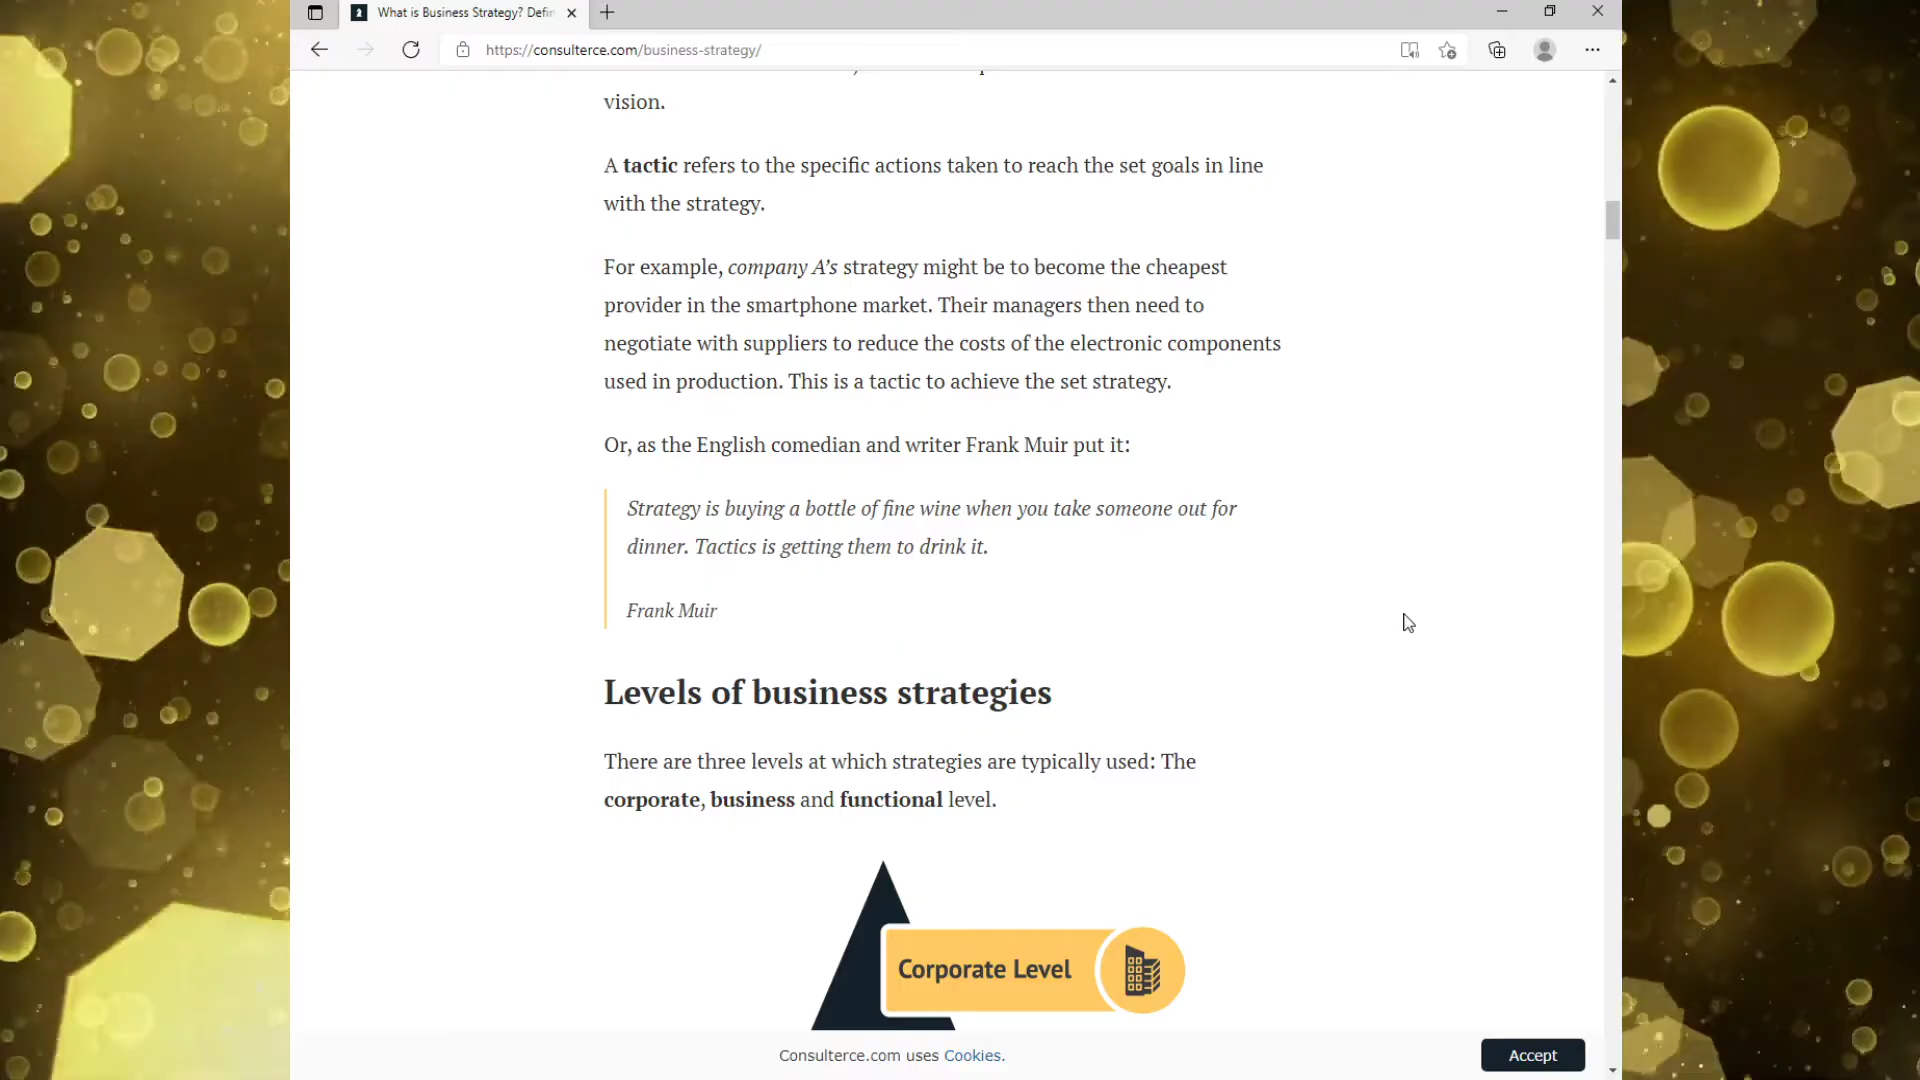 What is Business Strategy? Defin
https://consulterce.com/business-strategy/
vision.
A tactic refers to the specific actions taken to reach the set goals in line
with the strategy.
For example, company A's strategy might be to become the cheapest
provider in the smartphone market. Their managers then need to
negotiate with suppliers to reduce the costs of the electronic components
used in production. This is a tactic to achieve the set strategy.
Or, as the English comedian and writer Frank Muir put it:
Strategy is buying a bottle of fine wine when you take someone out for
dinner. Tactics is getting them to drink it.
Frank Muir
Levels of business strategies
There are three levels at which strategies are typically used: The
corporate, business and functional level.
Corporate Level
Consulterce.com uses Cookies.
Accept